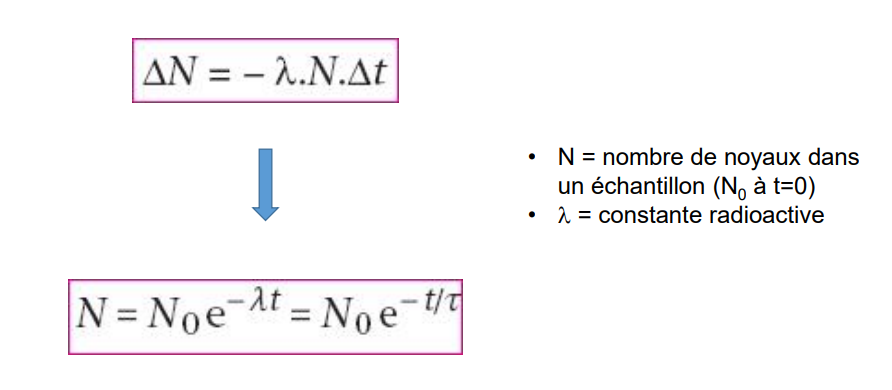 ΔN = – λ.N.Δt
• N = nombre de noyaux dans
un échantillon (N₀ à t=0)
• λ = constante radioactive
N = N₀ e^{–λt} = N₀ e^{–t/τ}